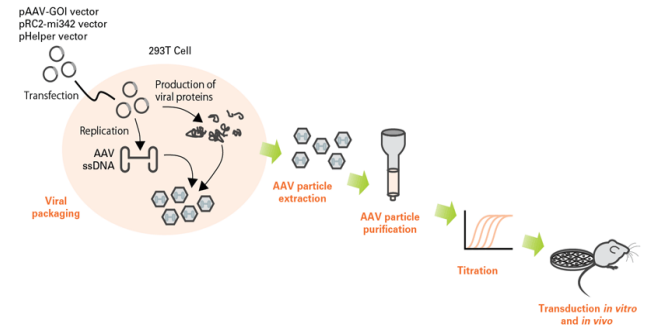 pAAV-GOI vector
pRC2-mi342 vector
pHelper vector
293T Cell
Transfection
Production of
viral proteins
Replication
AAV
ssDNA
Viral
packaging
AAV particle
extraction
AAV particle
purification
Titration
Transduction in vitro
and in vivo